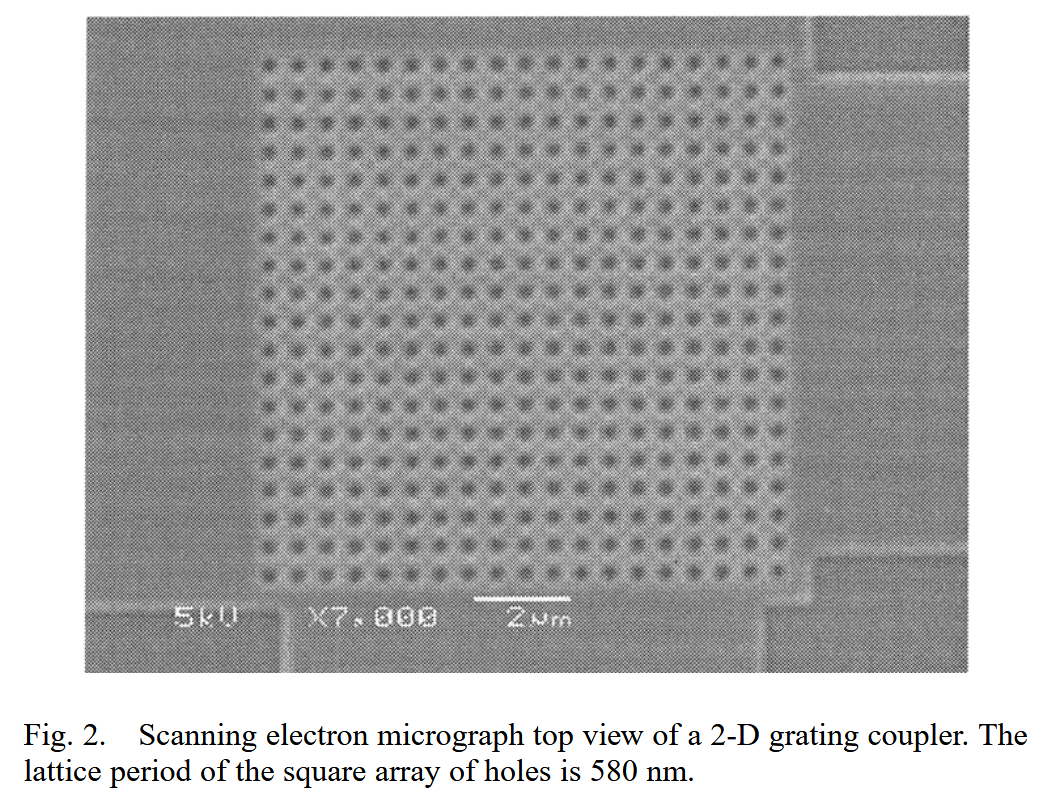 5kV X7,000 2μm
Fig. 2. Scanning electron micrograph top view of a 2-D grating coupler. The
lattice period of the square array of holes is 580 nm.